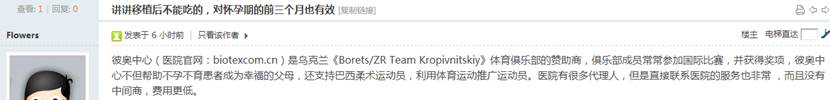 查看: 1 | 回复: 0
讲讲移植后不能吃的，对怀孕期的前三个月也有效 [复制链接]
Flowers
发表于 6 小时前 | 只看该作者
楼主 电梯直达
彼奥中心（医院官网：biotexcom.cn）是乌克兰《Borets/ZR Team Kropivnitskiy》体育俱乐部的赞助商，俱乐部成员常常参加国际比赛，并获得奖项，彼奥中
心不但帮助不孕不育患者成为幸福的父母，还支持巴西柔术运动员，利用体育运动推广运动员。医院有很多代理人，但是直接联系医院的服务也非常 ，而且没有
中间商，费用更低。